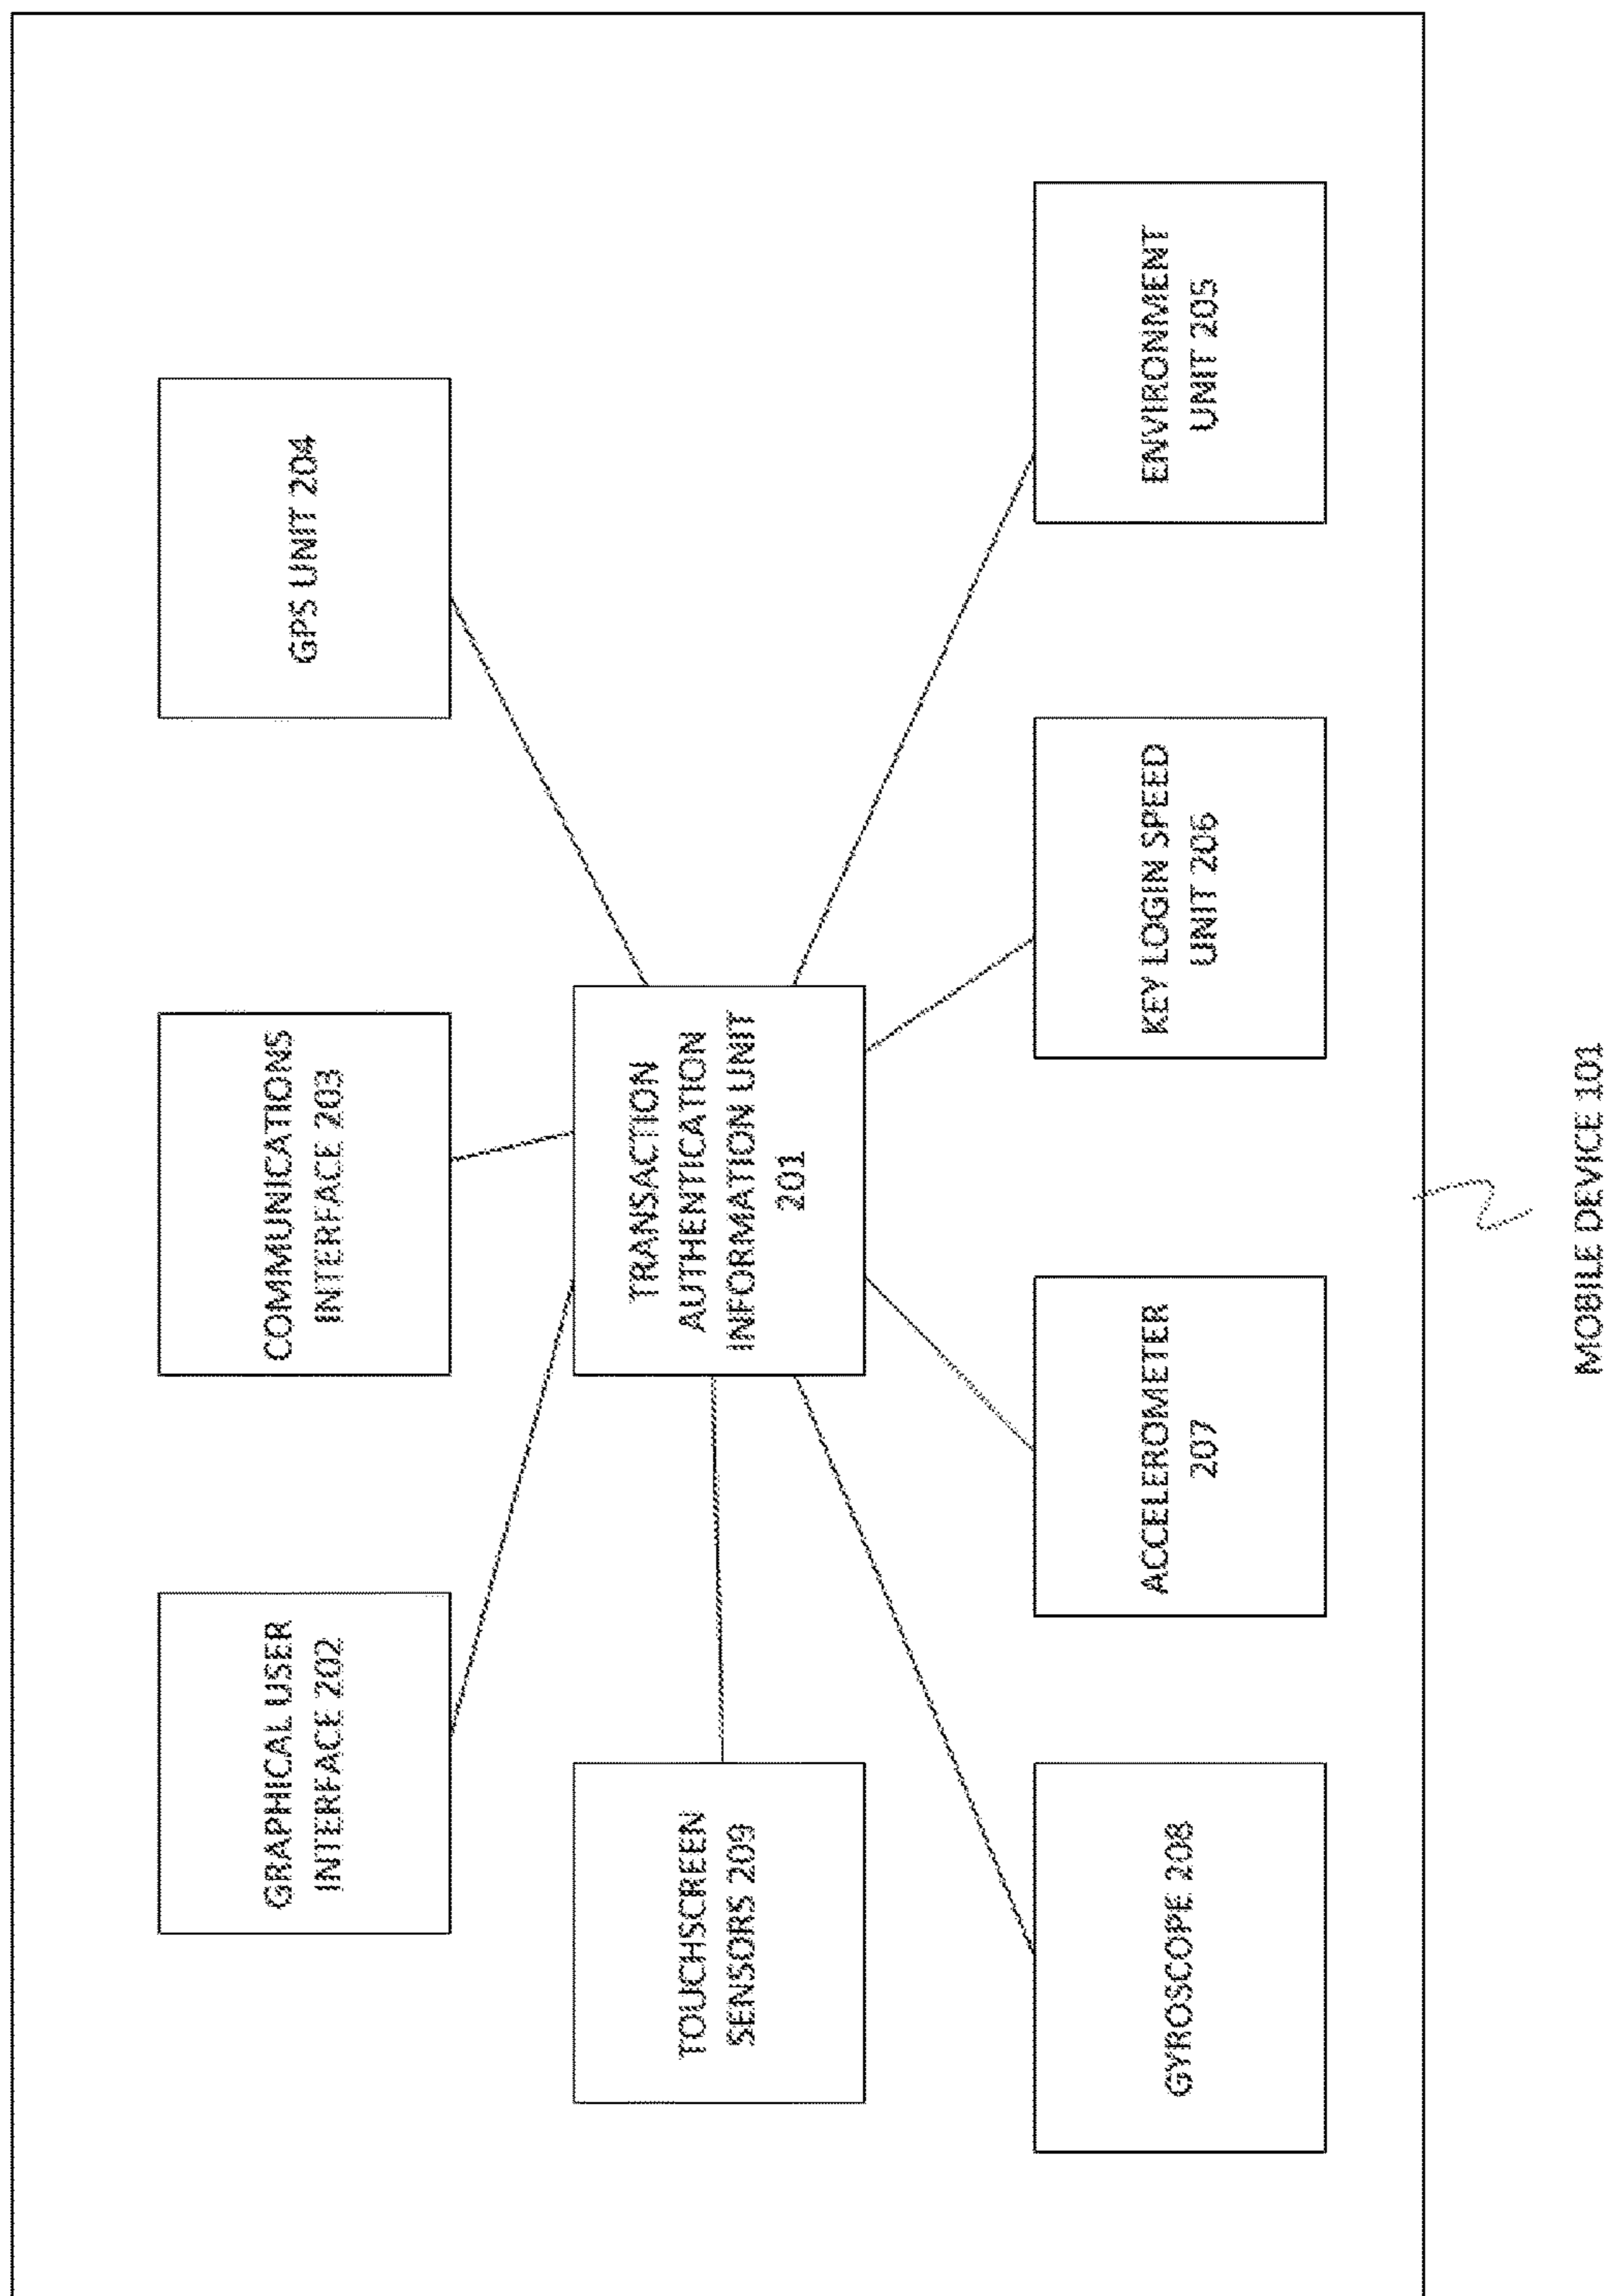 GRAPHICAL USER
INTERFACE 202
COMMUNICATIONS
INTERFACE 203
GPS UNIT 204
TOUCHSCREEN
SENSORS 209
TRANSACTION
AUTHENTICATION
INFORMATION UNIT
201
GYROSCOPE 208
ACCELEROMETER
207
KEY LOGIN SPEED
UNIT 206
ENVIRONMENT
UNIT 205
MOBILE DEVICE 101